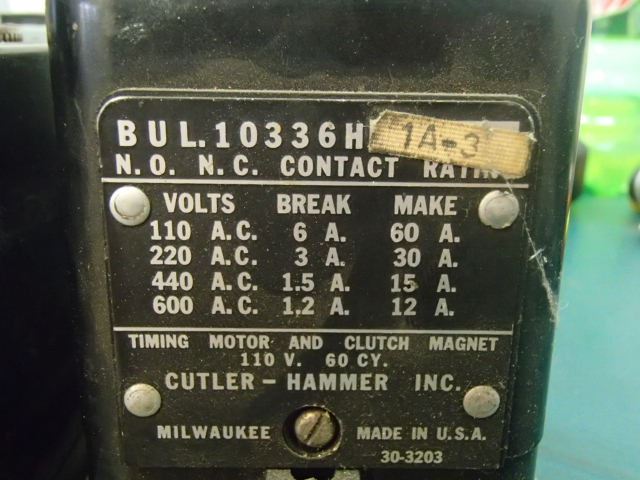 BUL.10336H
1A-3
N.O. N.C. CONTACT
VOLTS BREAK MAKE
110 A.C. 6 A. 60 A.
220 A.C. 3 A. 30 A.
440 A.C. 1.5 A. 15 A.
600 A.C. 1.2 A. 12 A.
TIMING MOTOR AND CLUTCH MAGNET
110 V. 60 CY.
CUTLER-HAMMER INC.
MILWAUKEE MADE IN U.S.A.
30-3203